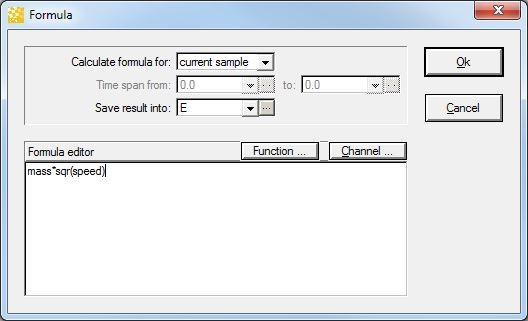 Formula
Calculate formula for: current sample
Time span from: 0.0 ... to: 0.0 ...
Save result into: E ...
Ok
Cancel
Formula editor Function ... Channel ...
mass*sqr(speed)